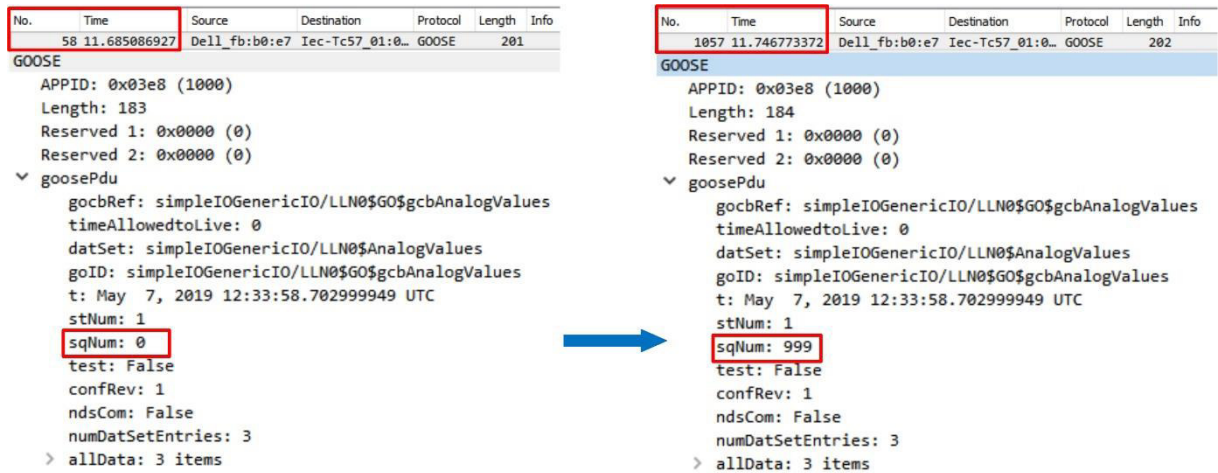 No. Time Source Destination Protocol Length Info
58 11.685086927 Dell_fb:b0:e7 Iec-Tc57_01:0… GOOSE 201
GOOSE
APPID: 0x03e8 (1000)
Length: 183
Reserved 1: 0x0000 (0)
Reserved 2: 0x0000 (0)
goosePdu
gocbRef: simpleIOGenericIO/LLN0$GO$gcbAnalogValues
timeAllowedtoLive: 0
datSet: simpleIOGenericIO/LLN0$AnalogValues
goID: simpleIOGenericIO/LLN0$GO$gcbAnalogValues
t: May 7, 2019 12:33:58.702999949 UTC
stNum: 1
sqNum: 0
test: False
confRev: 1
ndsCom: False
numDatSetEntries: 3
allData: 3 items
No. Time Source Destination Protocol Length Info
1057 11.746773372 Dell_fb:b0:e7 Iec-Tc57_01:0… GOOSE 202
GOOSE
APPID: 0x03e8 (1000)
Length: 184
Reserved 1: 0x0000 (0)
Reserved 2: 0x0000 (0)
goosePdu
gocbRef: simpleIOGenericIO/LLN0$GO$gcbAnalogValues
timeAllowedtoLive: 0
datSet: simpleIOGenericIO/LLN0$AnalogValues
goID: simpleIOGenericIO/LLN0$GO$gcbAnalogValues
t: May 7, 2019 12:33:58.702999949 UTC
stNum: 1
sqNum: 999
test: False
confRev: 1
ndsCom: False
numDatSetEntries: 3
allData: 3 items